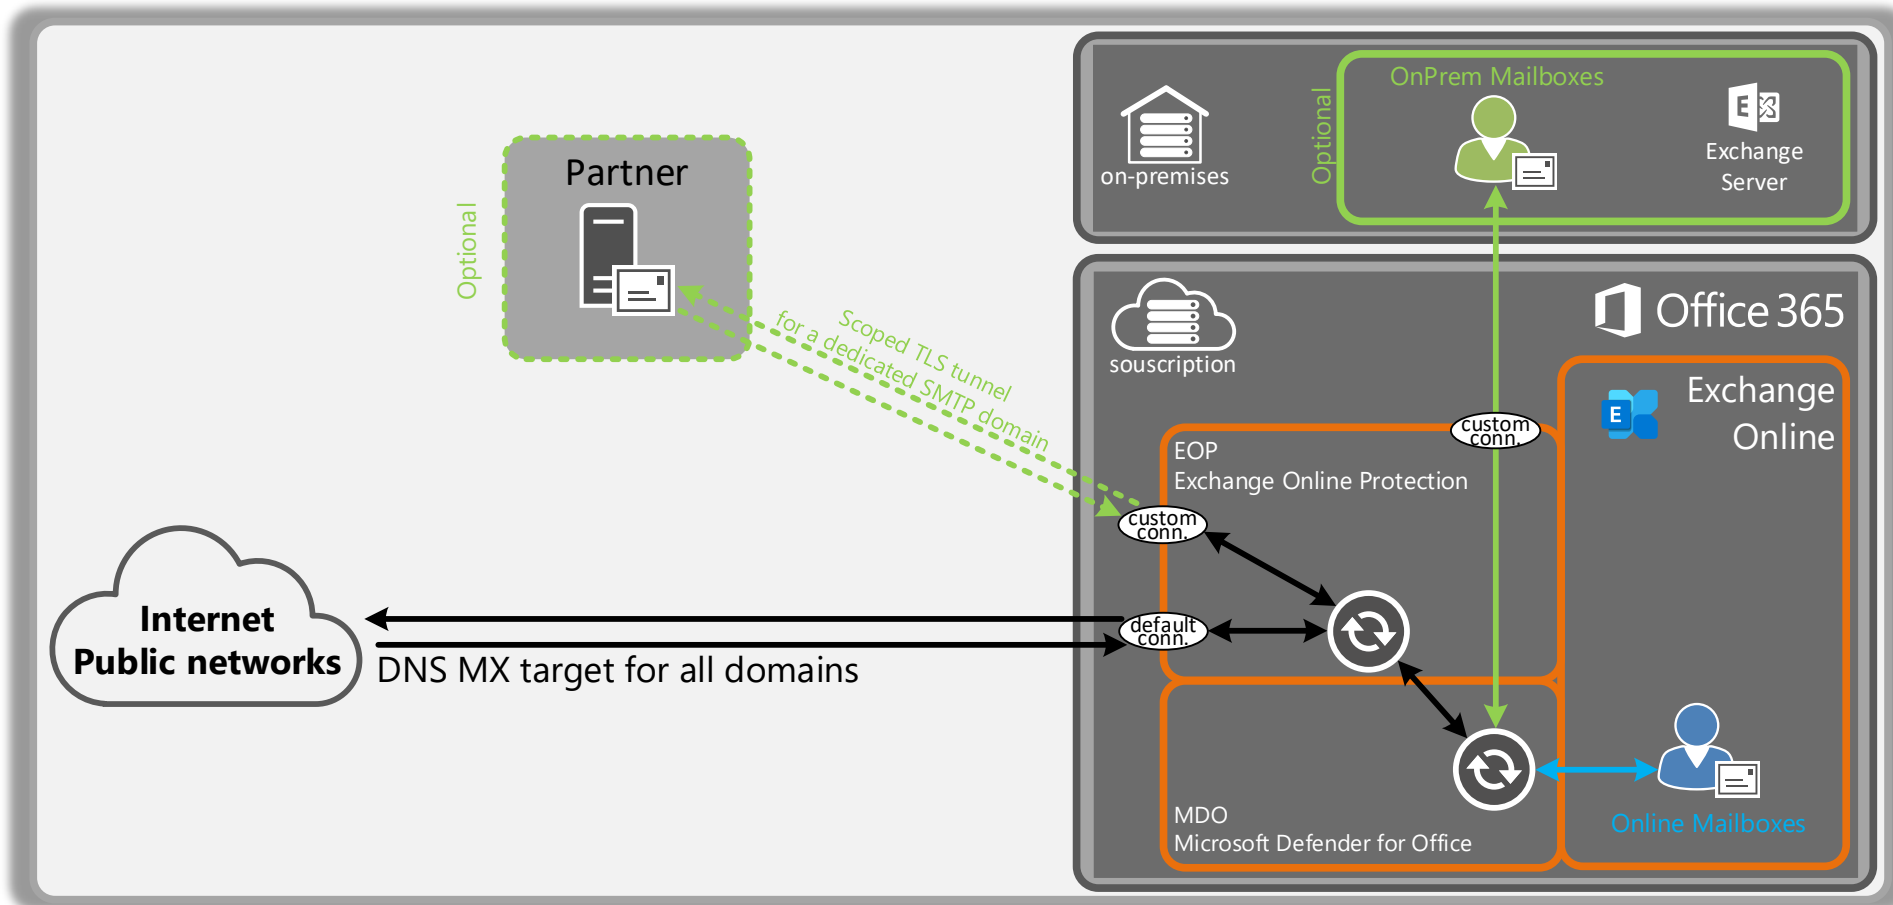 OnPrem Mailboxes
Optional
on-premises
Exchange
Server
Partner
Optional
Scoped TLS tunnel
for a dedicated SMTP domain
souscription
Office 365
Exchange
Online
custom
conn.
EOP
Exchange Online Protection
custom
conn.
default
conn.
Internet
Public networks
DNS MX target for all domains
MDO
Microsoft Defender for Office
Online Mailboxes
E
E